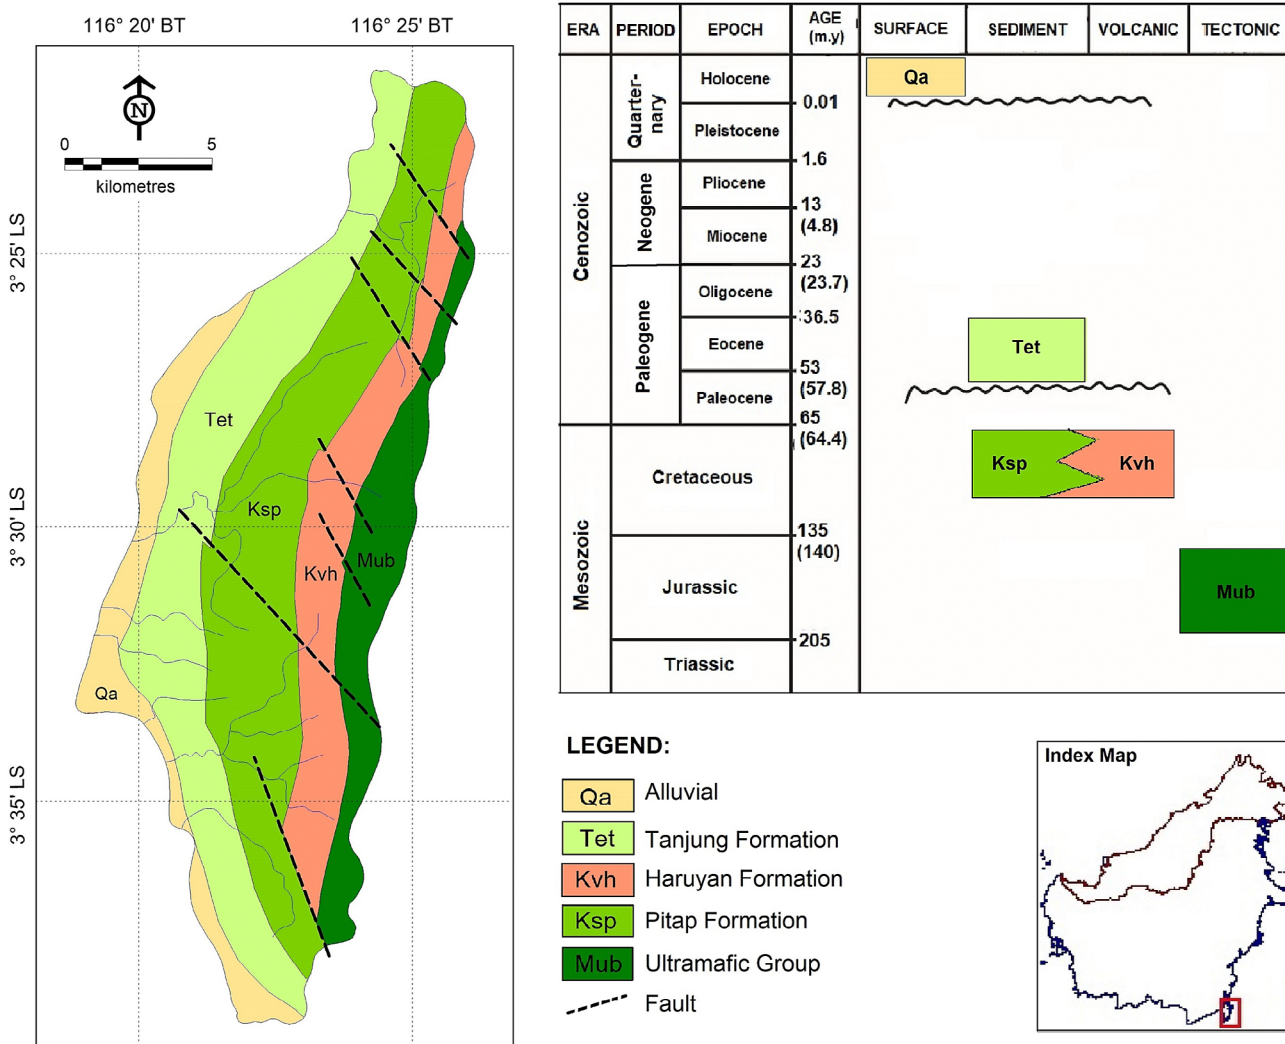 116° 20' BT
116° 25' BT
N
0
5
kilometres
3° 25' LS
3° 30' LS
3° 35' LS
Tet
Ksp
Kvh
Mub
Qa
ERA
PERIOD
EPOCH
AGE
(m.y)
SURFACE
SEDIMENT
VOLCANIC
TECTONIC
Cenozoic
Quarter-
nary
Holocene
0.01
Pleistocene
1.6
Neogene
Pliocene
13
(4.8)
Miocene
23
(23.7)
Paleogene
Oligocene
36.5
Eocene
53
(57.8)
Paleocene
65
(64.4)
Mesozoic
Cretaceous
135
(140)
Jurassic
205
Triassic
Qa
Tet
Ksp
Kvh
Mub
LEGEND:
Qa Alluvial
Tet Tanjung Formation
Kvh Haruyan Formation
Ksp Pitap Formation
Mub Ultramafic Group
Fault
Index Map